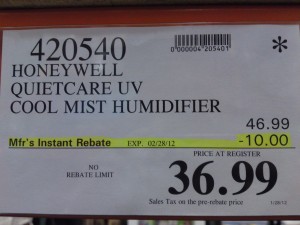 420540
0"000004"205401"
*
HONEYWELL
QUIETCARE UV
COOL MIST HUMIDIFIER
46.99
Mfr's Instant Rebate EXP. 02/28/12 -10.00
PRICE AT REGISTER
NO
REBATE LIMIT
36.99
Sales Tax on the pre-rebate price